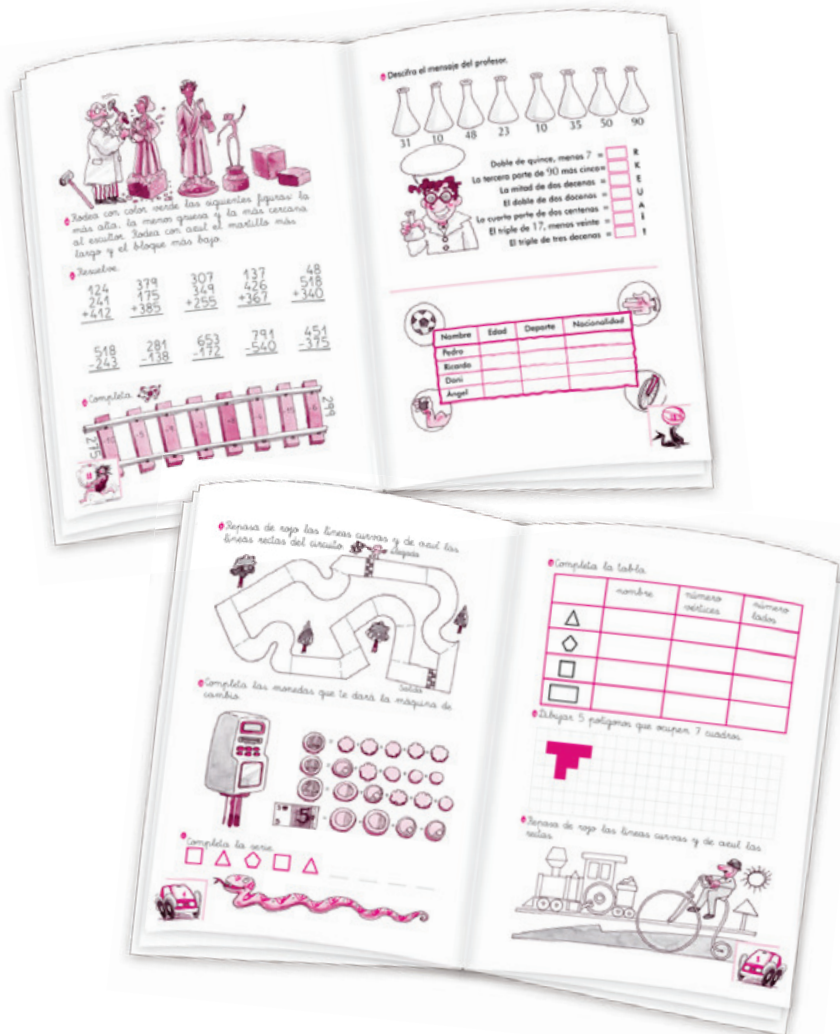 Rodea con color verde las siguientes figuras: la
más alta, la menor gruesa y la más cercana
al escultor. Rodea con azul el martillo más
largo y el bloque más bajo.
Resuelve.
124 379 307 137 48
241 175 349 426 518
+412 +385 +255 +367 +340
518 281 653 791 451
-243 -138 -172 -540 -375
Completa.
275
299
Descifra el mensaje del profesor.
31 10 48 23 10 35 50 90
Doble de quince, menos 7 = R
La tercera parte de 90 más cinco= K
La mitad de dos decenas = E
El doble de dos docenas = U
La cuarta parte de dos centenas = A
El triple de 17, menos veinte =
El triple de tres decenas = !
Nombre Edad Deporte Nacionalidad
Pedro
Ricardo
Dani
Ángel
Repasa de rojo las líneas curvas y de azul las
líneas rectas del circuito.
Llegada
Salida
Completa las monedas que te dará la máquina de
cambio.
5
Completa la serie.
Completa la tabla.
nombre número vértices número lados
Dibujar 5 polígonos que ocupen 7 cuadros.
Repasa de rojo las líneas curvas y de azul las
rectas.